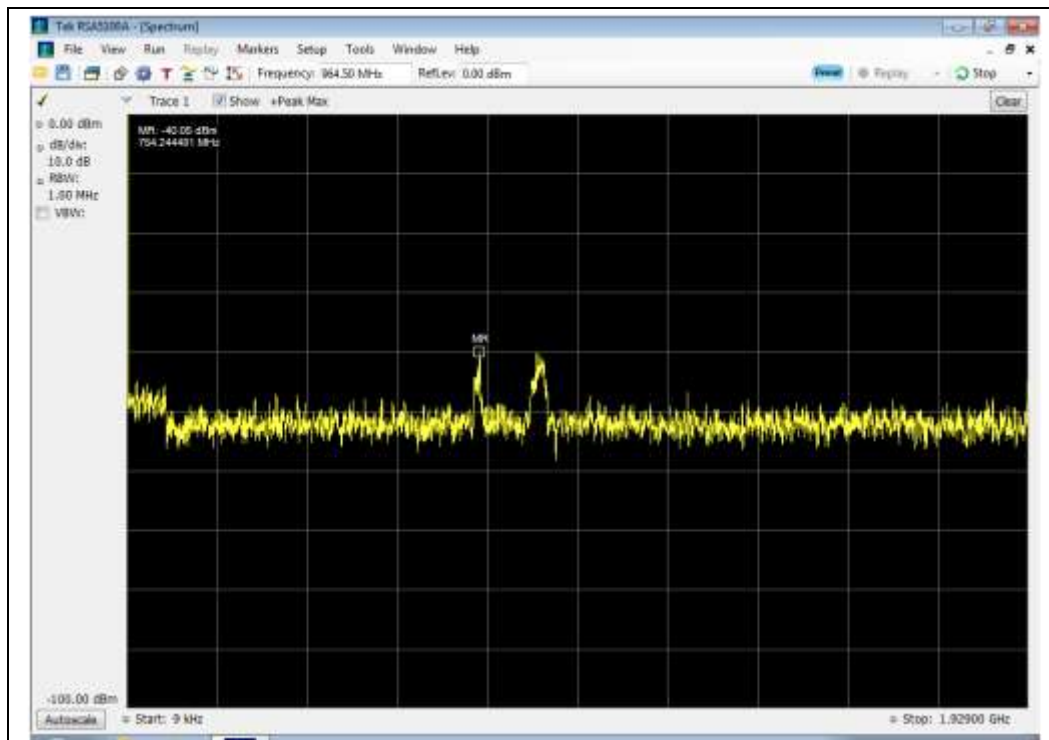 Tek RSA5100A - [Spectrum]
File View Run Replay Markers Setup Tools Window Help
Frequency: 964.50 MHz RefLev: 0.00 dBm Preset Replay Stop
Trace 1 Show +Peak Max Clear
0.00 dBm
dB/div:
10.0 dB
RBW:
1.00 MHz
VBW:
MR: -40.05 dBm
754.244401 MHz
MR
-100.00 dBm
Autoscale Start: 9 kHz Stop: 1.92900 GHz